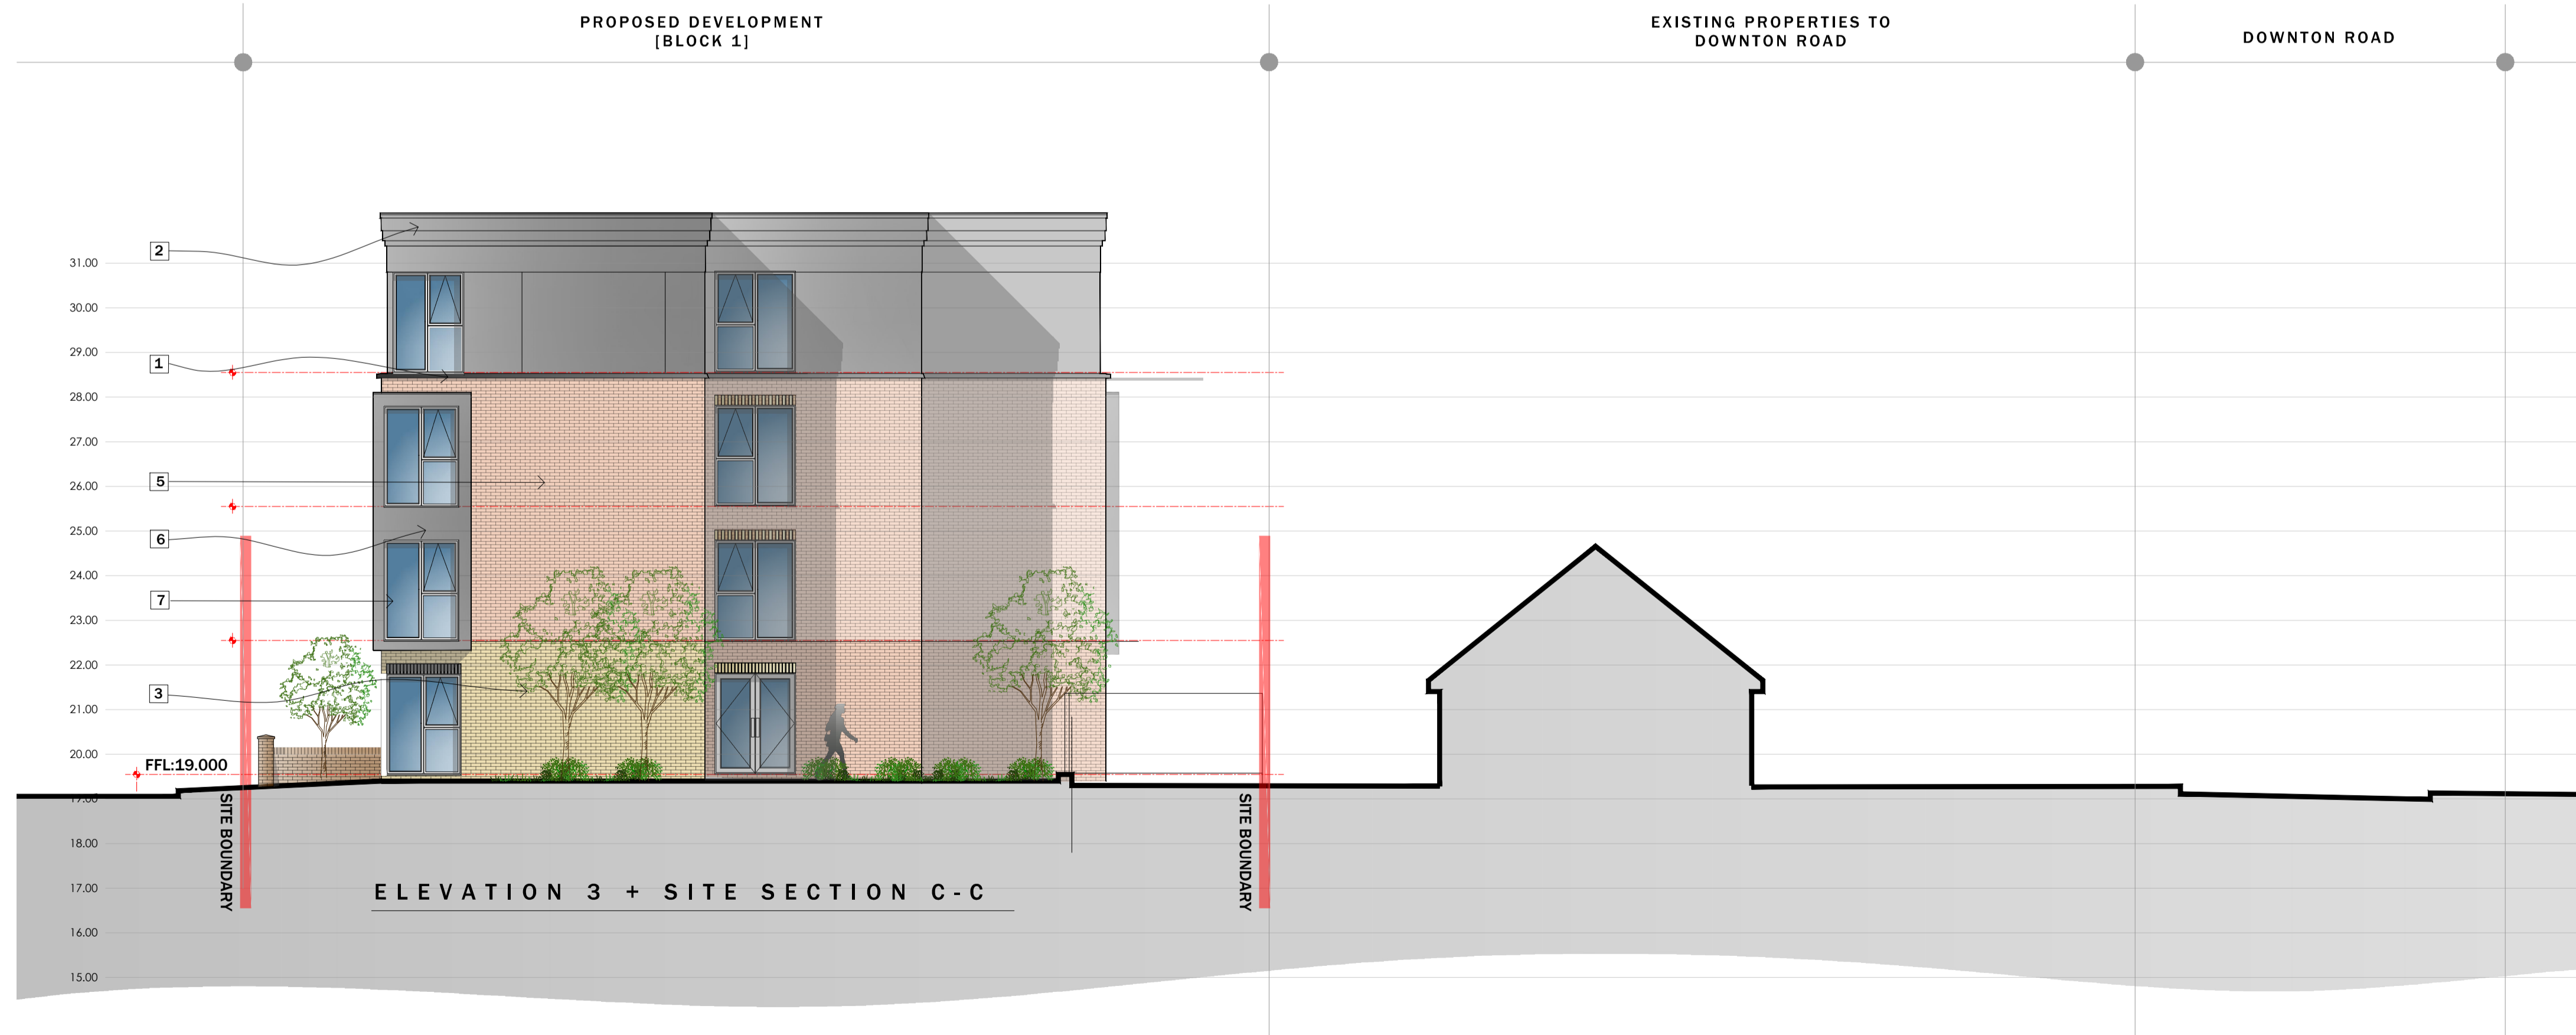 PROPOSED DEVELOPMENT
[BLOCK 1]
EXISTING PROPERTIES TO
DOWNTON ROAD
DOWNTON ROAD
2
31.00
30.00
29.00
1
28.00
27.00
5
26.00
25.00
6
24.00
7
23.00
22.00
3
21.00
20.00
FFL:19.000
17.00
SITE BOUNDARY
SITE BOUNDARY
18.00
17.00
ELEVATION 3 + SITE SECTION C-C
16.00
15.00